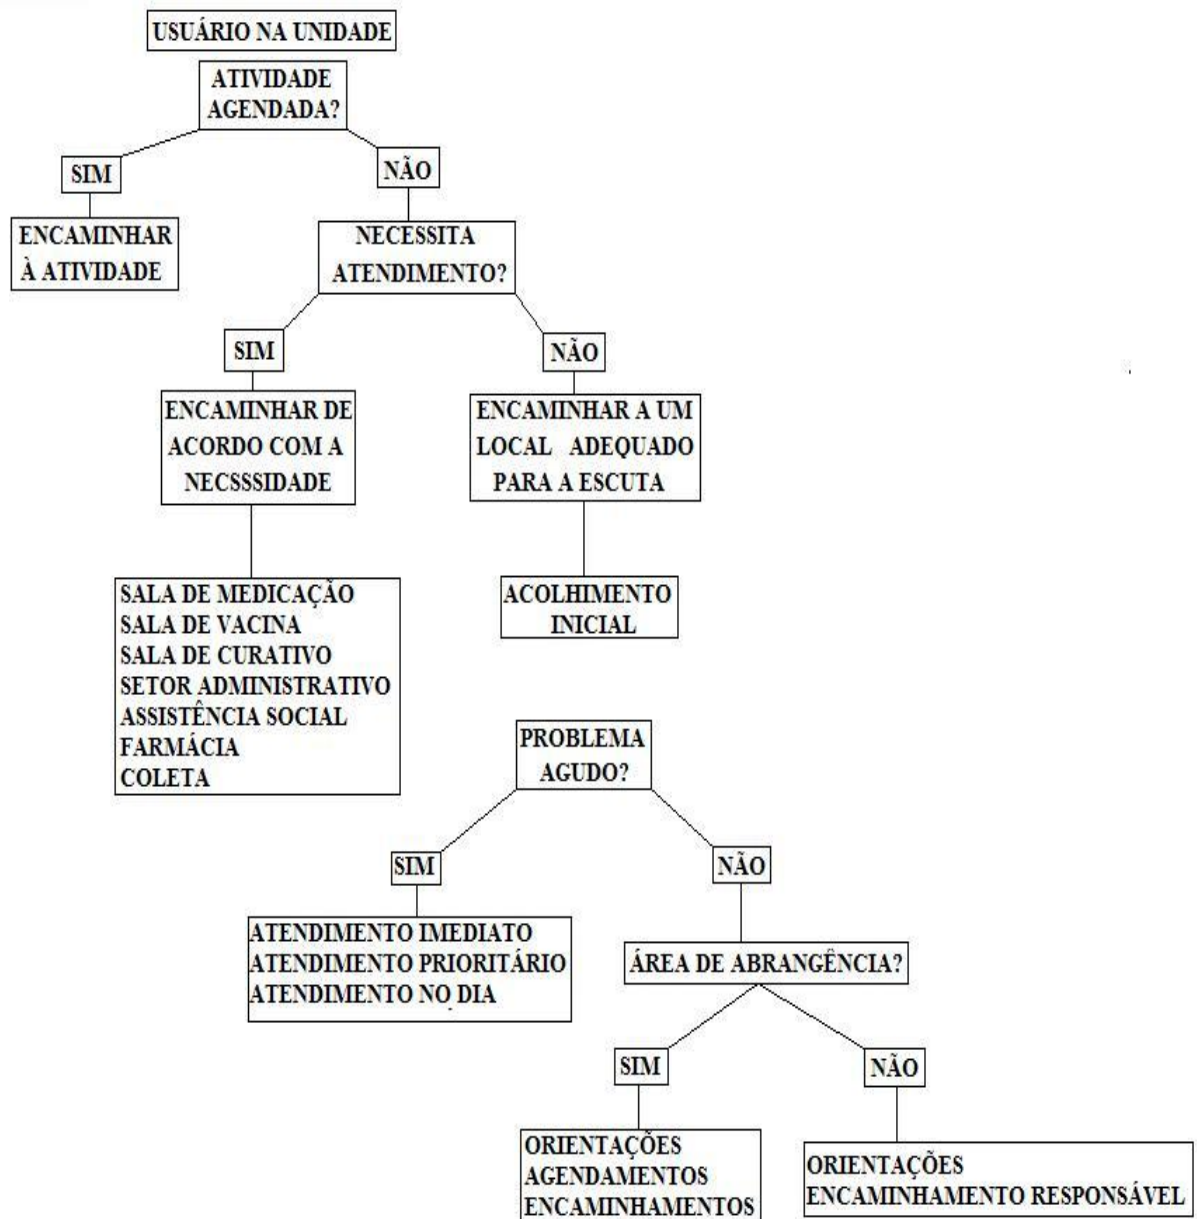 USUÁRIO NA UNIDADE
ATIVIDADE
AGENDADA?
SIM
NÃO
ENCAMINHAR
À ATIVIDADE
NECESSITA
ATENDIMENTO?
SIM
NÃO
ENCAMINHAR DE
ACORDO COM A
NECSSSIDADE
ENCAMINHAR A UM
LOCAL ADEQUADO
PARA A ESCUTA
SALA DE MEDICAÇÃO
SALA DE VACINA
SALA DE CURATIVO
SETOR ADMINISTRATIVO
ASSISTÊNCIA SOCIAL
FARMÁCIA
COLETA
ACOLHIMENTO
INICIAL
PROBLEMA
AGUDO?
SIM
NÃO
ATENDIMENTO IMEDIATO
ATENDIMENTO PRIORITÁRIO
ATENDIMENTO NO DIA
ÁREA DE ABRANGÊNCIA?
SIM
NÃO
ORIENTAÇÕES
AGENDAMENTOS
ENCAMINHAMENTOS
ORIENTAÇÕES
ENCAMINHAMENTO RESPONSÁVEL